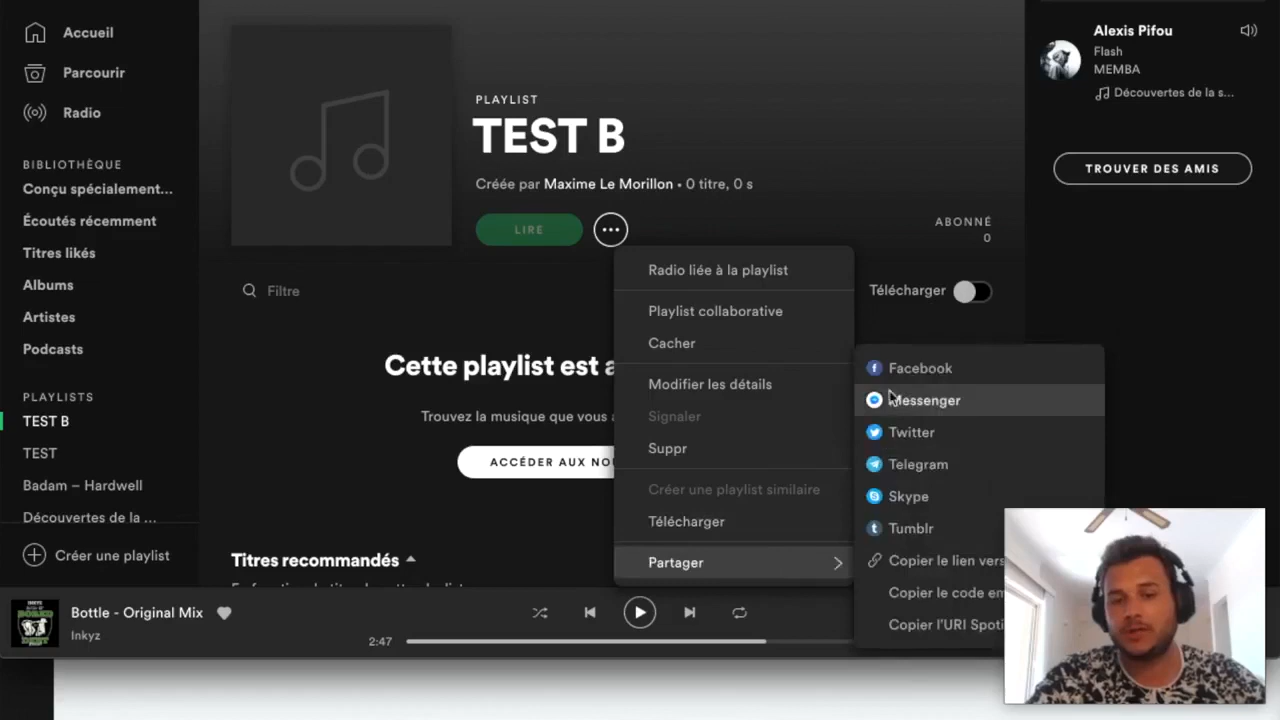 Accueil
Parcourir
Radio
BIBLIOTHÈQUE
Conçu spécialement...
Écoutés récemment
Titres likés
Albums
Artistes
Podcasts
PLAYLISTS
TEST B
TEST
Badam – Hardwell
Découvertes de la ...
Créer une playlist
PLAYLIST
TEST B
Créée par Maxime Le Morillon • 0 titre, 0 s
LIRE
ABONNÉ
0
Filtre
Télécharger
Cette playlist est a
Trouvez la musique que vous a
ACCÉDER AUX NOU
Titres recommandés
Radio liée à la playlist
Playlist collaborative
Cacher
Modifier les détails
Signaler
Suppr
Créer une playlist similaire
Télécharger
Partager
Facebook
Messenger
Twitter
Telegram
Skype
Tumblr
Copier le lien vers
Copier le code em
Copier l'URI Spoti
Alexis Pifou
Flash
MEMBA
Découvertes de la s...
TROUVER DES AMIS
Bottle - Original Mix
Inkyz
2:47